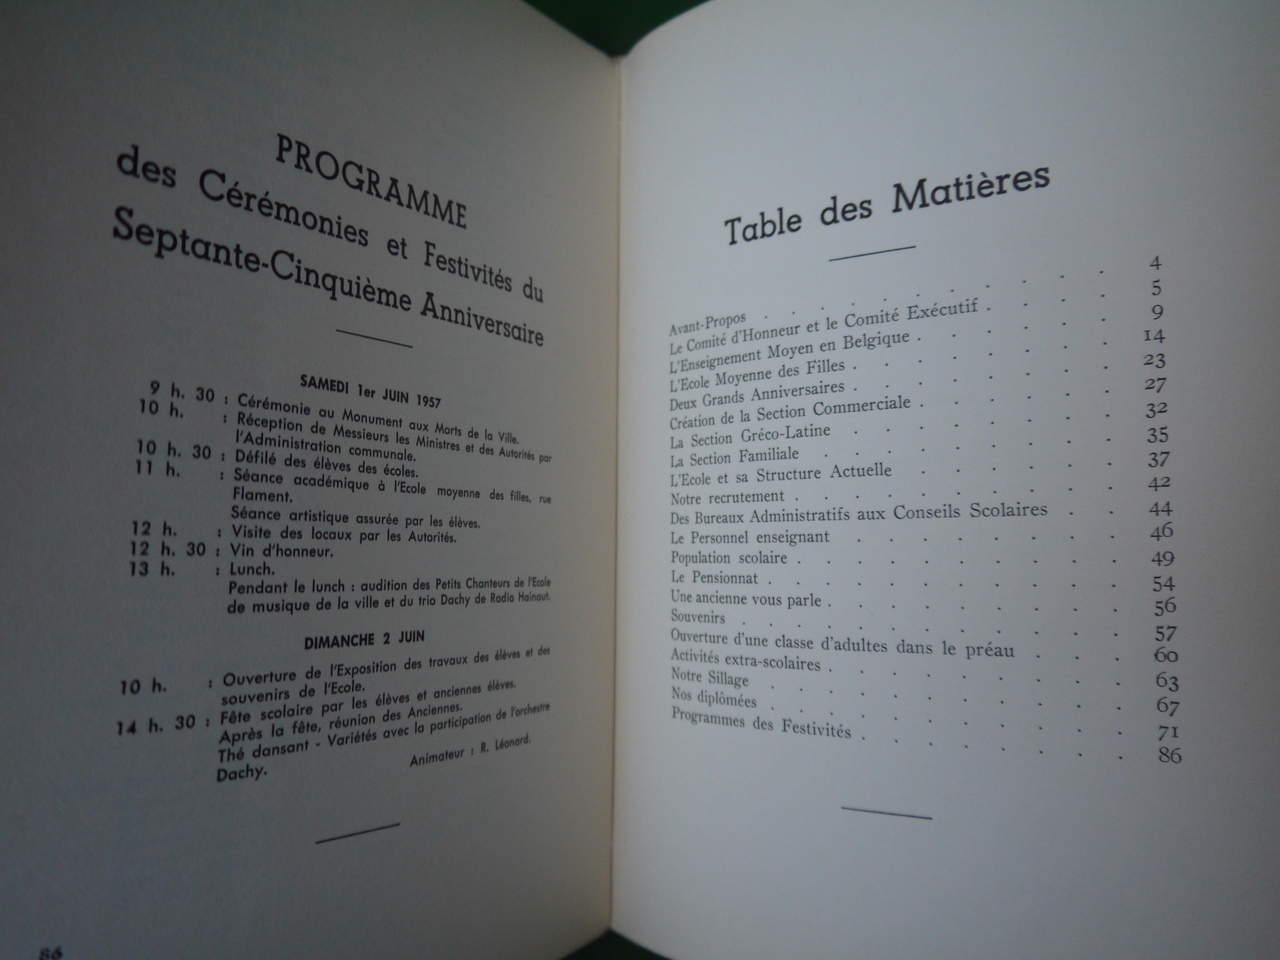 PROGRAMME
des Cérémonies et Festivités du
Septante-Cinquième Anniversaire
SAMEDI 1er JUIN 1957
9 h. 30 : Cérémonie au Monument aux Morts de la Ville.
10 h. : Réception de Messieurs les Ministres et des Autorités par
l'Administration communale.
10 h. 30 : Défilé des élèves des écoles.
11 h. : Séance académique à l'Ecole moyenne des filles, rue
Flament.
Séance artistique assurée par les élèves.
12 h. : Visite des locaux par les Autorités.
12 h. 30 : Vin d'honneur.
13 h. : Lunch.
Pendant le lunch : audition des Petits Chanteurs de l'Ecole
de musique de la ville et du trio Dachy de Radio Hainaut.
DIMANCHE 2 JUIN
10 h. : Ouverture de l'Exposition des travaux des élèves et des
souvenirs de l'Ecole.
14 h. 30 : Fête scolaire par les élèves et anciennes élèves.
Après la fête, réunion des Anciennes.
Thé dansant - Variétés avec la participation de l'orchestre
Dachy.
Animateur : R. Léonard.
86
Table des Matières
Avant-Propos . . . . . . . . . . 4
Le Comité d'Honneur et le Comité Exécutif . . . . 5
L'Enseignement Moyen en Belgique . . . . . . 9
L'Ecole Moyenne des Filles . . . . . . . 14
Deux Grands Anniversaires . . . . . . . 23
Création de la Section Commerciale . . . . . . 27
La Section Gréco-Latine . . . . . . . 32
La Section Familiale . . . . . . . . 35
L'Ecole et sa Structure Actuelle . . . . . . 37
Notre recrutement . . . . . . . . . 42
Des Bureaux Administratifs aux Conseils Scolaires . . 44
Le Personnel enseignant . . . . . . . 46
Population scolaire . . . . . . . . . 49
Le Pensionnat . . . . . . . . . . 54
Une ancienne vous parle . . . . . . . . 56
Souvenirs . . . . . . . . . . 57
Ouverture d'une classe d'adultes dans le préau . . . 60
Activités extra-scolaires . . . . . . . . 63
Notre Sillage . . . . . . . . . 67
Nos diplômées . . . . . . . . . 71
Programmes des Festivités . . . . . . . . 86